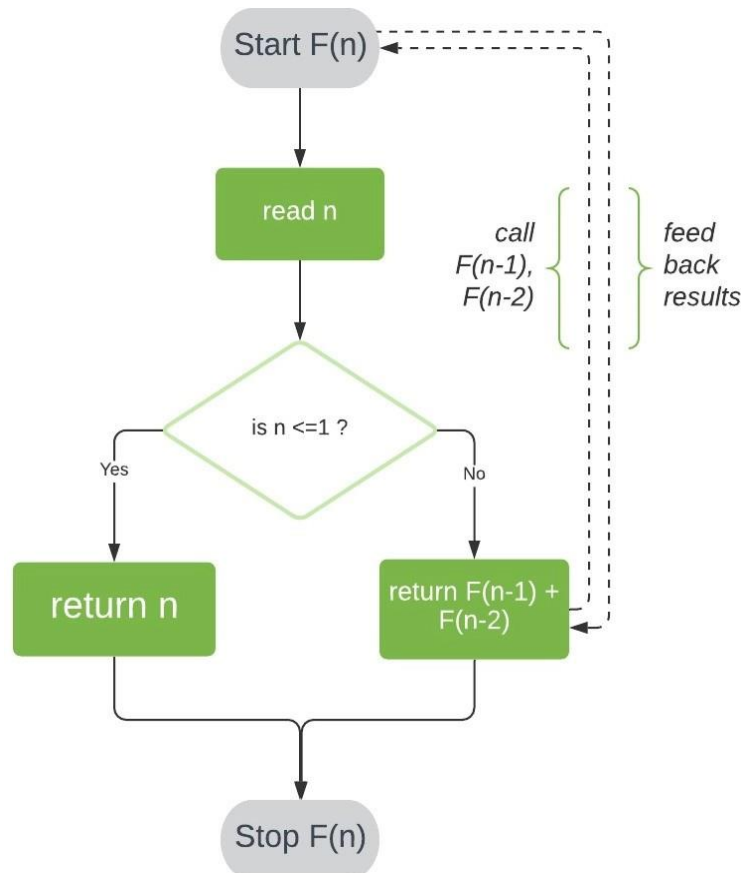 Start F(n)
read n
call
F(n-1),
F(n-2)
feed
back
results
is n <=1 ?
Yes
No
return n
return F(n-1) +
F(n-2)
Stop F(n)